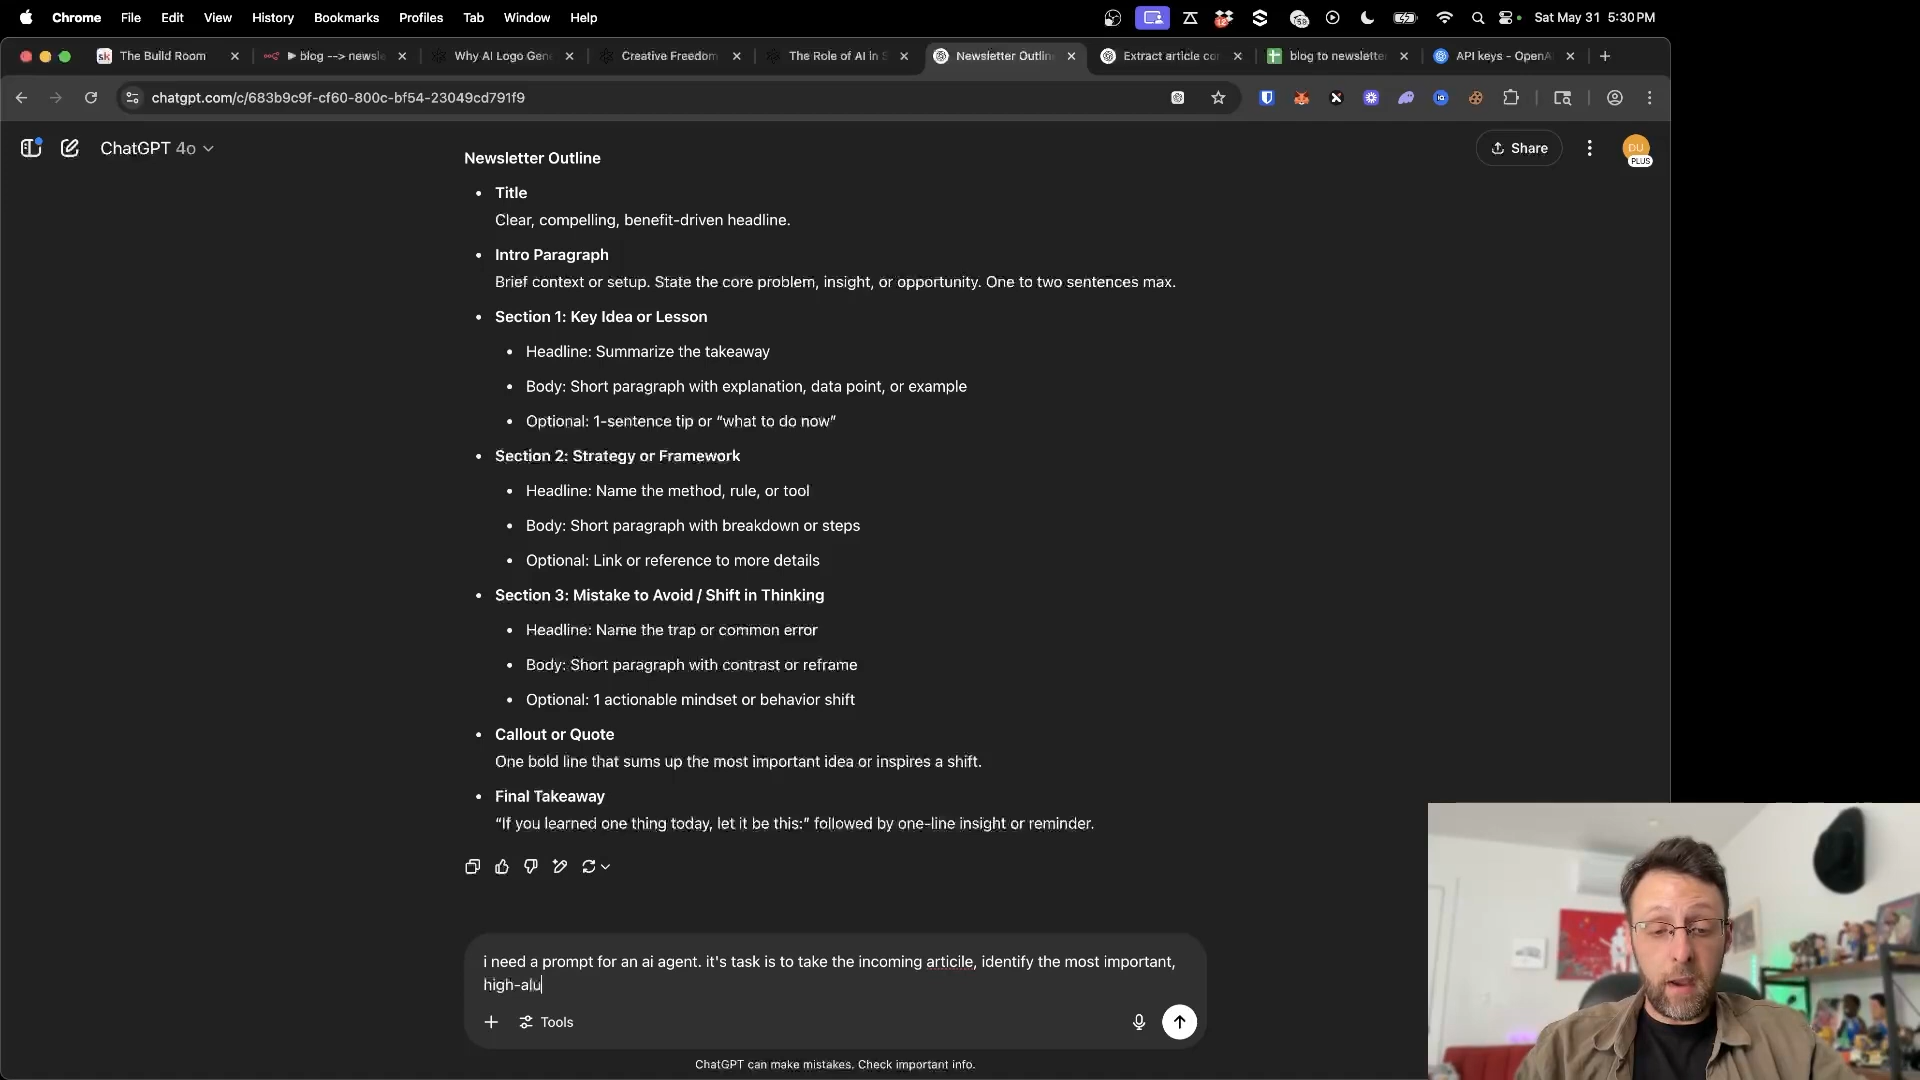 Chrome File Edit View History Bookmarks Profiles Tab Window Help Sat May 31 5:30 PM
The Build Room blog --> newsle Why AI Logo Gene Creative Freedom The Role of AI in S Newsletter Outline Extract article con blog to newsletter API keys - OpenA
chatgpt.com/c/683b9c9f-cf60-800c-bf54-23049cd791f9
ChatGPT 4o Share DU
PLUS
Newsletter Outline
• Title
Clear, compelling, benefit-driven headline.
• Intro Paragraph
Brief context or setup. State the core problem, insight, or opportunity. One to two sentences max.
• Section 1: Key Idea or Lesson
• Headline: Summarize the takeaway
• Body: Short paragraph with explanation, data point, or example
• Optional: 1-sentence tip or “what to do now”
• Section 2: Strategy or Framework
• Headline: Name the method, rule, or tool
• Body: Short paragraph with breakdown or steps
• Optional: Link or reference to more details
• Section 3: Mistake to Avoid / Shift in Thinking
• Headline: Name the trap or common error
• Body: Short paragraph with contrast or reframe
• Optional: 1 actionable mindset or behavior shift
• Callout or Quote
One bold line that sums up the most important idea or inspires a shift.
• Final Takeaway
“If you learned one thing today, let it be this:” followed by one-line insight or reminder.
i need a prompt for an ai agent. it's task is to take the incoming articile, identify the most important,
high-alu
Tools
ChatGPT can make mistakes. Check important info.